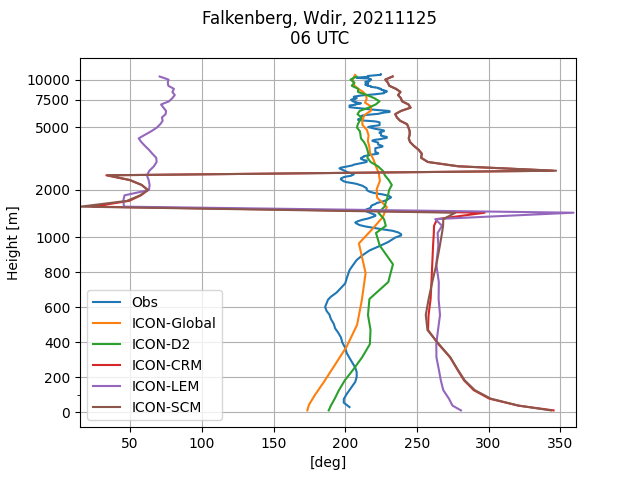 Falkenberg, Wdir, 20211125
06 UTC
10000
7500
5000
2000
1000
800
600
400
200
0
Height [m]
Obs
ICON-Global
ICON-D2
ICON-CRM
ICON-LEM
ICON-SCM
50
100
150
200
250
300
350
[deg]